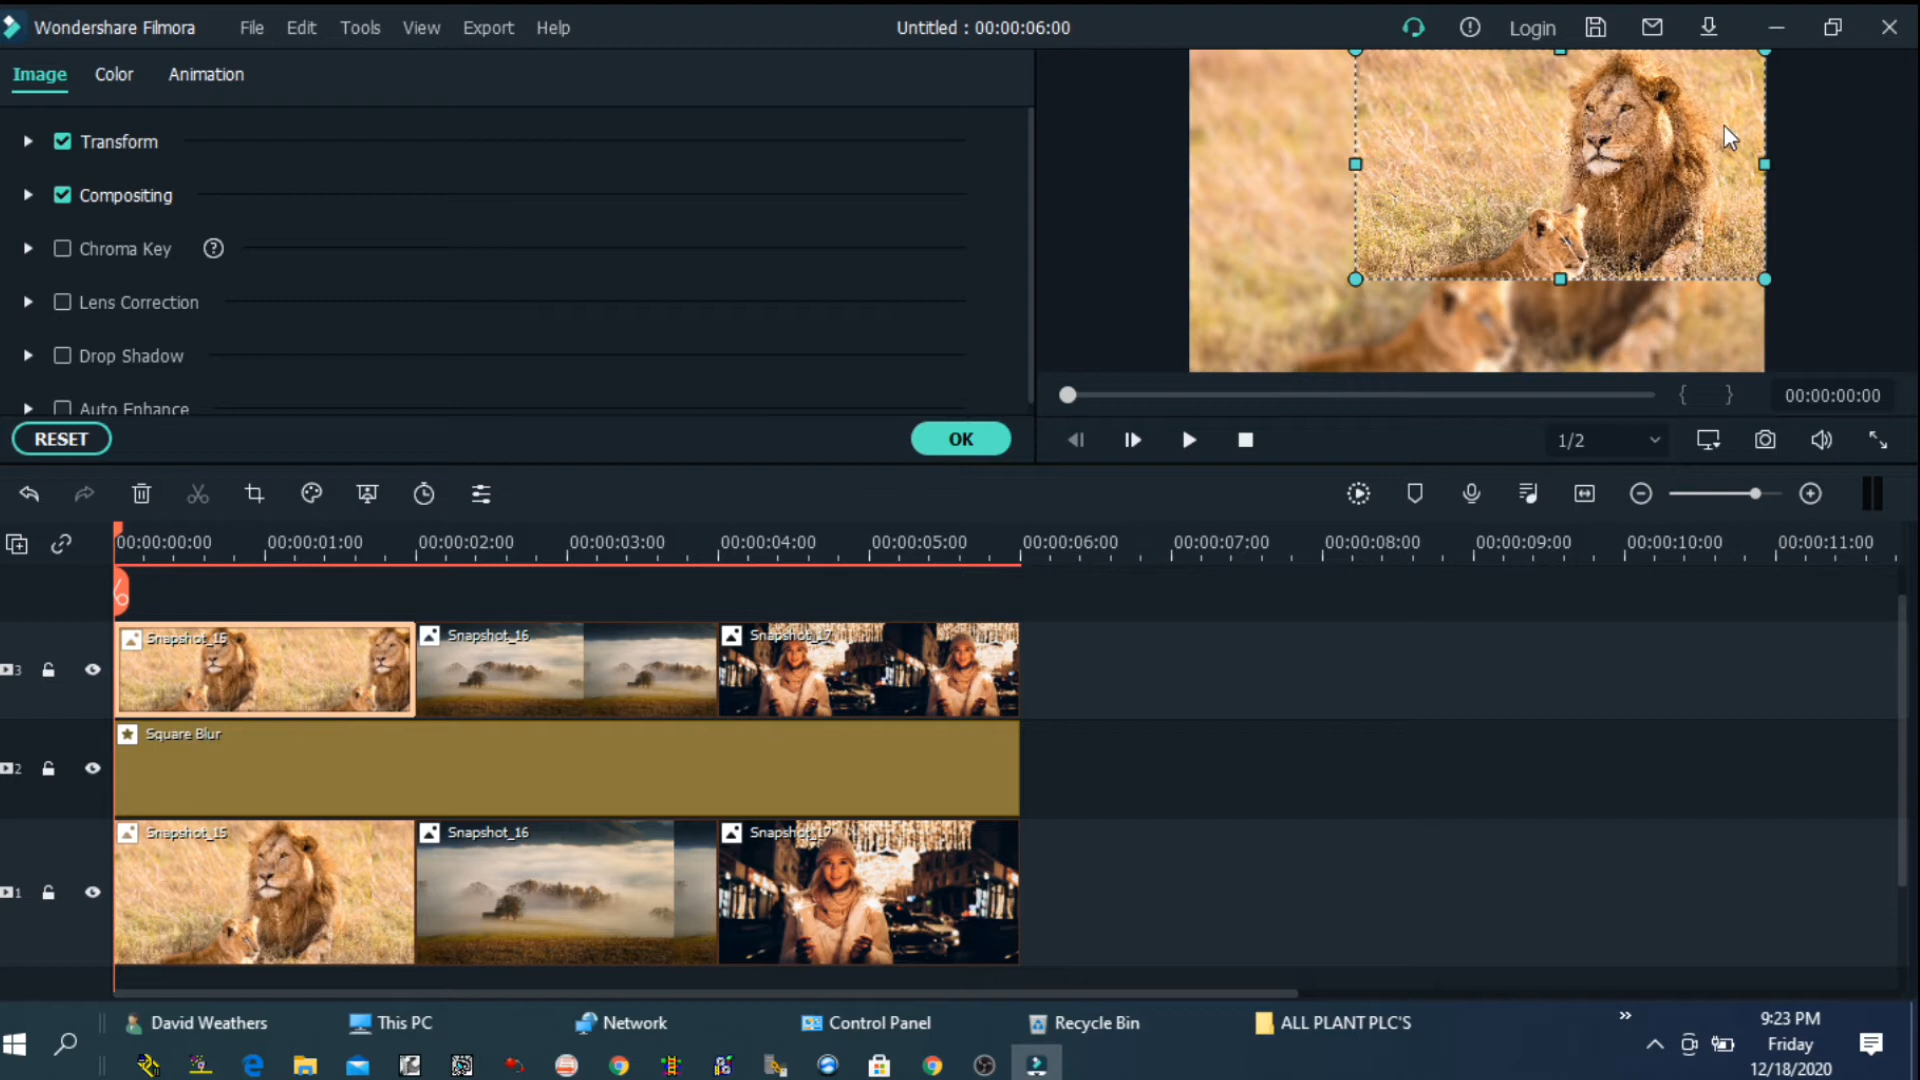 Wondershare Filmora File Edit Tools View Export Help Untitled : 00:00:06:00 Login
Image Color Animation
Transform
Compositing
Chroma Key ?
Lens Correction
Drop Shadow
Auto Enhance
RESET OK
{ } 00:00:00:00
1/2
00:00:00:00 00:00:01:00 00:00:02:00 00:00:03:00 00:00:04:00 00:00:05:00 00:00:06:00 00:00:07:00 00:00:08:00 00:00:09:00 00:00:10:00 00:00:11:00
Snapshot_15 Snapshot_16 Snapshot_17
3
Square Blur
2
Snapshot_15 Snapshot_16 Snapshot_17
1
David Weathers This PC Network Control Panel Recycle Bin ALL PLANT PLC'S »
9:23 PM
Friday
12/18/2020